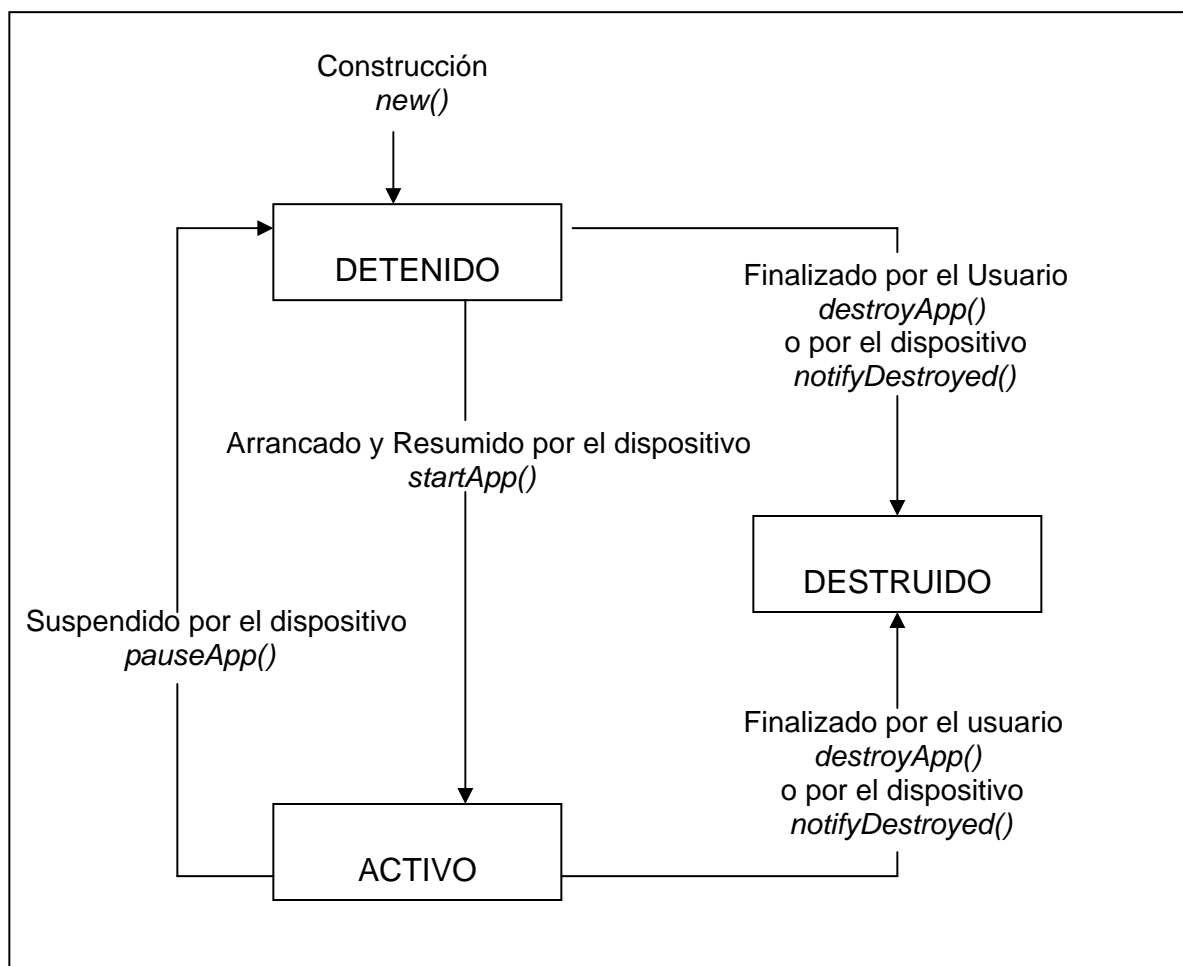 Construcción
new()
DETENIDO
Finalizado por el Usuario
destroyApp()
o por el dispositivo
notifyDestroyed()
Arrancado y Resumido por el dispositivo
startApp()
DESTRUIDO
Suspendido por el dispositivo
pauseApp()
Finalizado por el usuario
destroyApp()
o por el dispositivo
notifyDestroyed()
ACTIVO